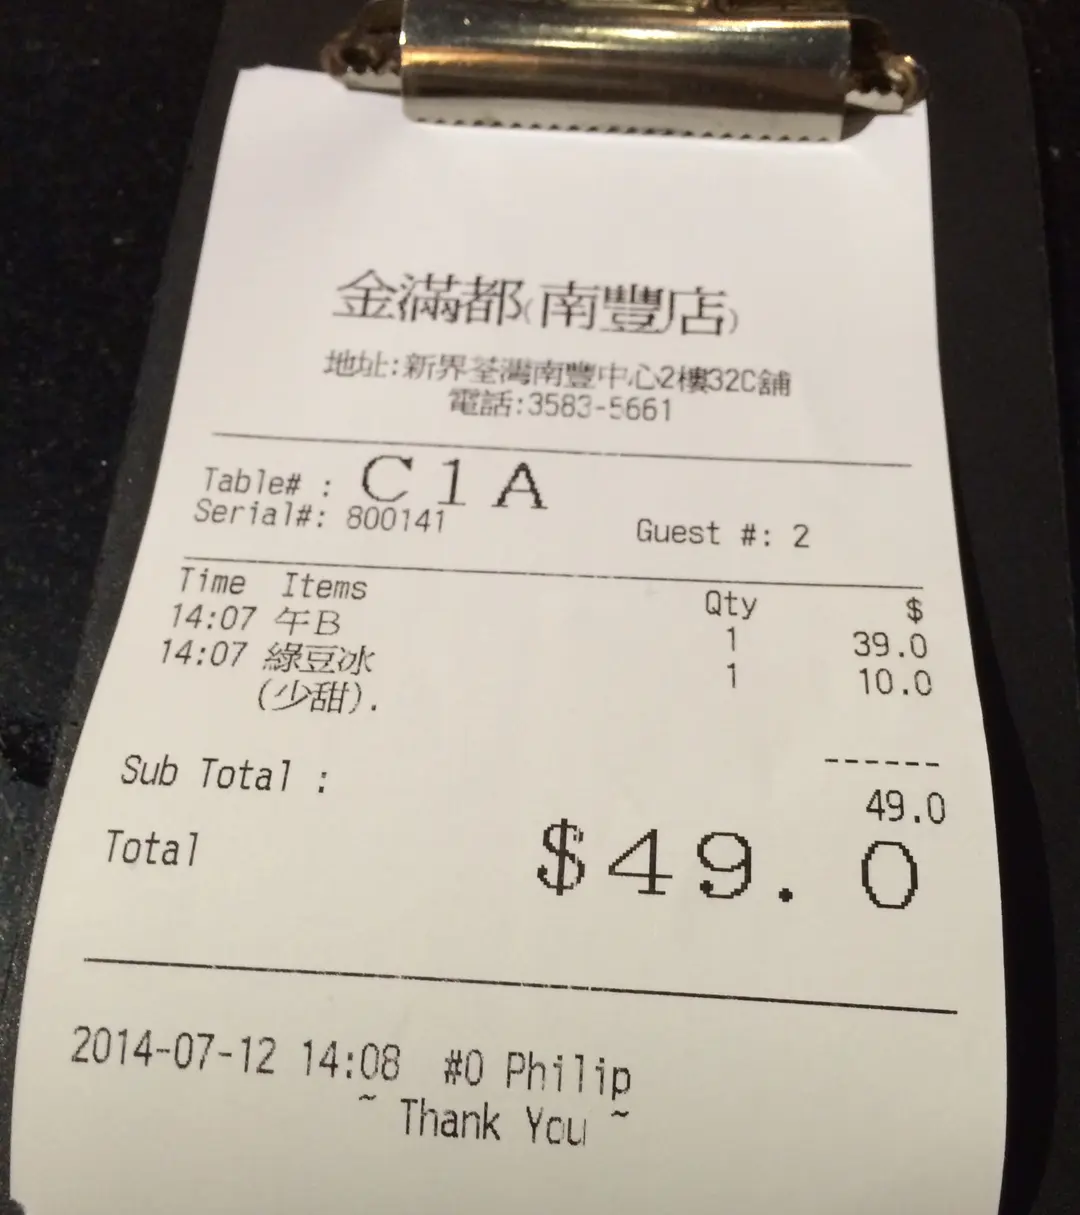 金滿都(南豐店)
地址:新界荃灣南豐中心2樓32C舖
電話:3583-5661
Table# : C1A
Serial#: 800141 Guest #: 2
Time Items Qty $
14:07 午B 1 39.0
14:07 綠豆冰 1 10.0
(少甜).
------
Sub Total : 49.0
Total $49.0
2014-07-12 14:08 #0 Philip
~ Thank You ~